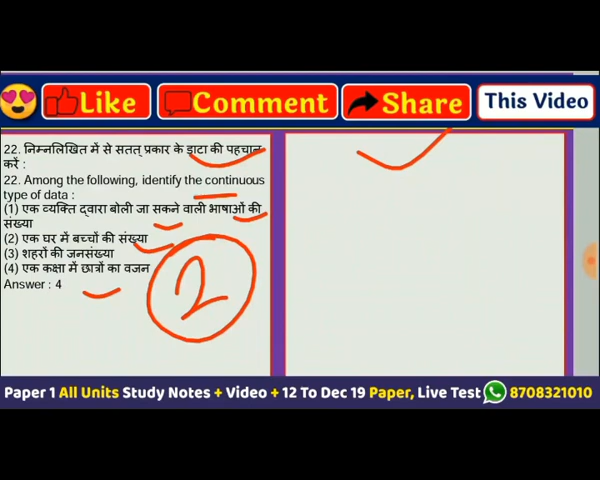 Like Comment Share This Video
22. निम्नलिखित में से सतत् प्रकार के डाटा की पहचान
करें :
22. Among the following, identify the continuous
type of data :
(1) एक व्यक्ति द्वारा बोली जा सकने वाली भाषाओं की
संख्या
(2) एक घर में बच्चों की संख्या
(3) शहरों की जनसंख्या
(4) एक कक्षा में छात्रों का वजन
Answer : 4
2
Paper 1 All Units Study Notes + Video + 12 To Dec 19 Paper, Live Test 8708321010